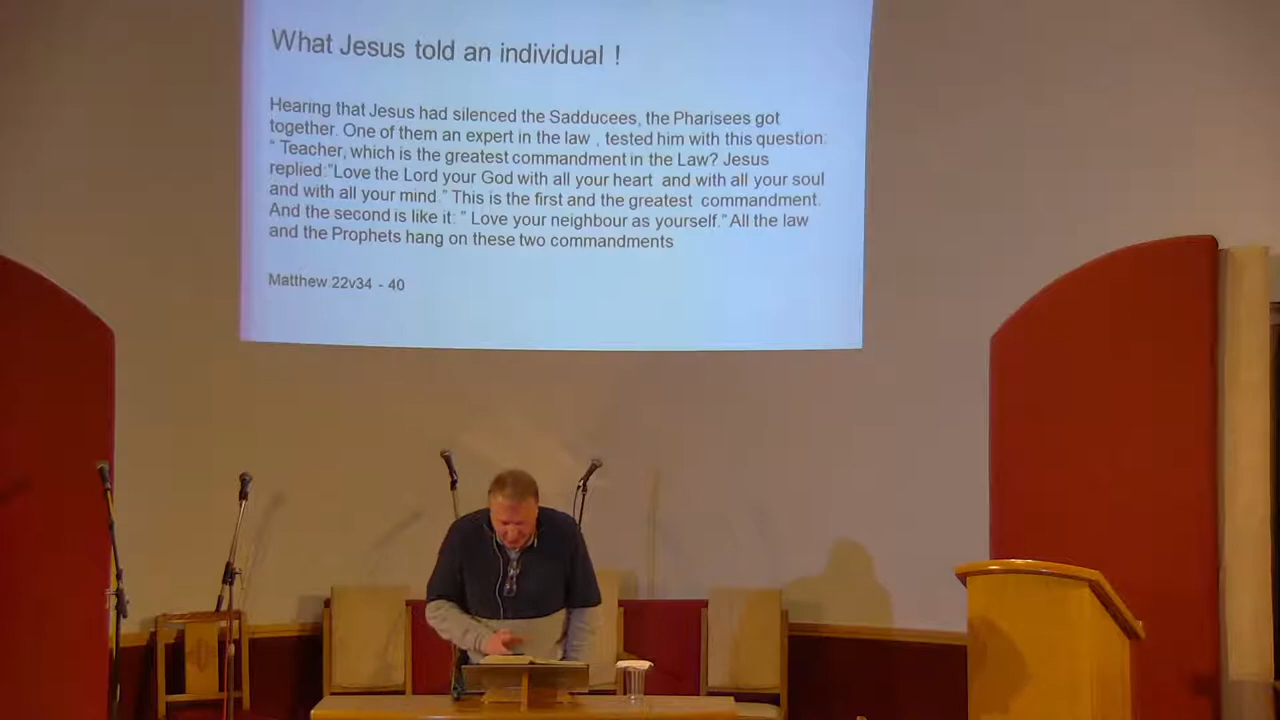 What Jesus told an individual !
Hearing that Jesus had silenced the Sadducees, the Pharisees got
together. One of them an expert in the law , tested him with this question:
“ Teacher, which is the greatest commandment in the Law? Jesus
replied:”Love the Lord your God with all your heart and with all your soul
and with all your mind.” This is the first and the greatest commandment.
And the second is like it: ” Love your neighbour as yourself.” All the law
and the Prophets hang on these two commandments
Matthew 22v34 - 40